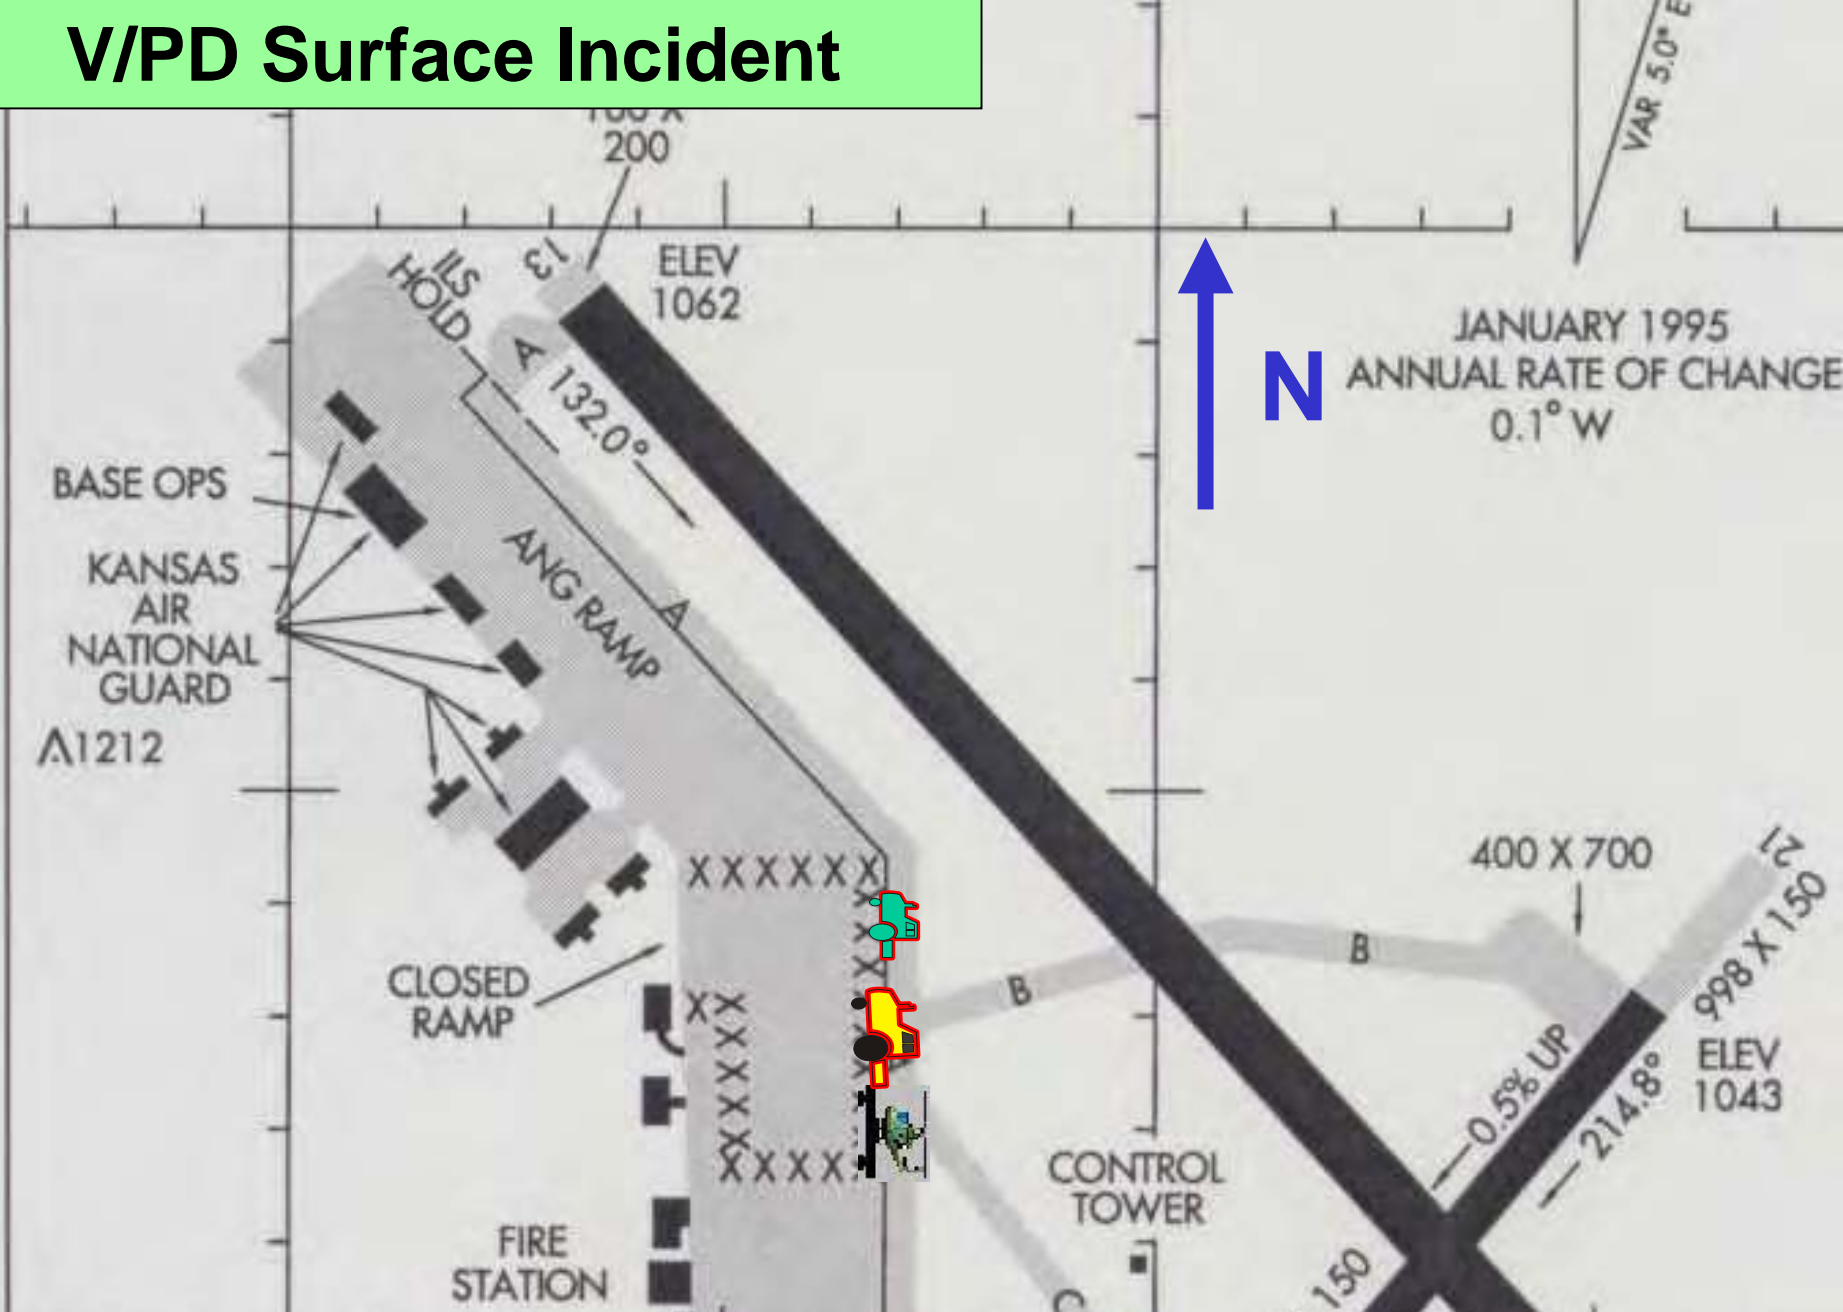 V/PD Surface Incident
200
VAR 5.0° E
13
ELEV
1062
ILS
HOLD
A
132.0°
N
JANUARY 1995
ANNUAL RATE OF CHANGE
0.1° W
BASE OPS
KANSAS
AIR
NATIONAL
GUARD
1212
ANG RAMP
A
400 X 700
21
998 X 150
X X X X X X
X
X
X
B
B
CLOSED
RAMP
X X
X
X
X
X
X X X X
0.5% UP
214.8°
ELEV
1043
CONTROL
TOWER
FIRE
STATION
C
150